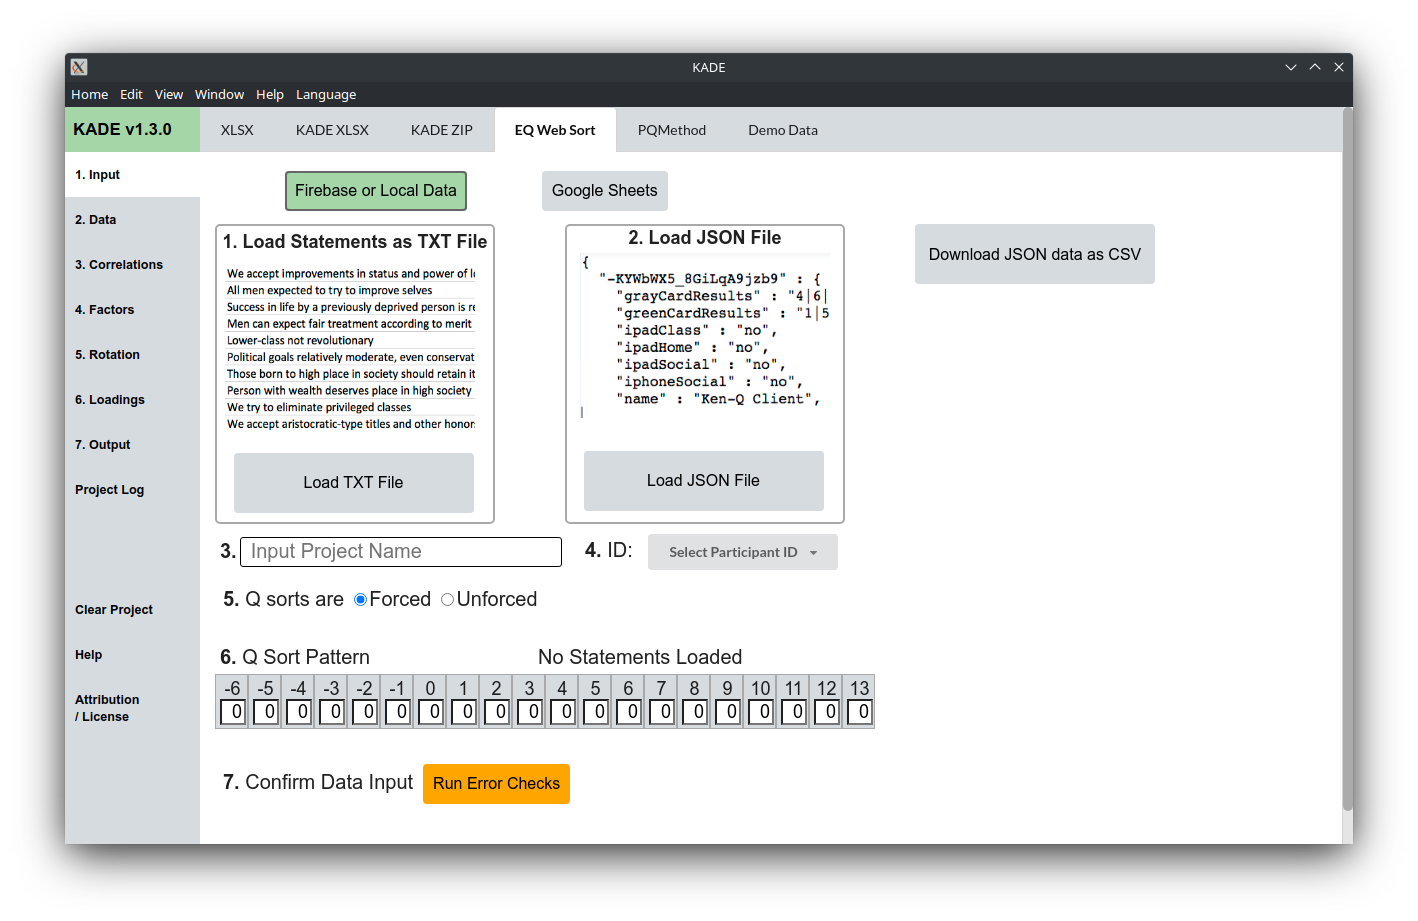 KADE
Home Edit View Window Help Language
KADE v1.3.0
XLSX KADE XLSX KADE ZIP EQ Web Sort PQMethod Demo Data
1. Input
2. Data
3. Correlations
4. Factors
5. Rotation
6. Loadings
7. Output
Project Log
Clear Project
Help
Attribution
/ License
Firebase or Local Data Google Sheets
1. Load Statements as TXT File
We accept improvements in status and power of
All men expected to try to improve selves
Success in life by a previously deprived person is
Men can expect fair treatment according to merit
Lower-class not revolutionary
Political goals relatively moderate, even conservat
Those born to high place in society should retain it
Person with wealth deserves place in high society
We try to eliminate privileged classes
We accept aristocratic-type titles and other honor
Load TXT File
2. Load JSON File
{
"-KYWbWX5_8GiLqA9jzb9" : {
"grayCardResults" : "4|6|
"greenCardResults" : "1|5
"ipadClass" : "no",
"ipadHome" : "no",
"ipadSocial" : "no",
"iphoneSocial" : "no",
"name" : "Ken-Q Client",
Load JSON File
Download JSON data as CSV
3. Input Project Name 4. ID: Select Participant ID
5. Q sorts are Forced Unforced
6. Q Sort Pattern No Statements Loaded
-6 -5 -4 -3 -2 -1 0 1 2 3 4 5 6 7 8 9 10 11 12 13
0 0 0 0 0 0 0 0 0 0 0 0 0 0 0 0 0 0 0 0
7. Confirm Data Input Run Error Checks